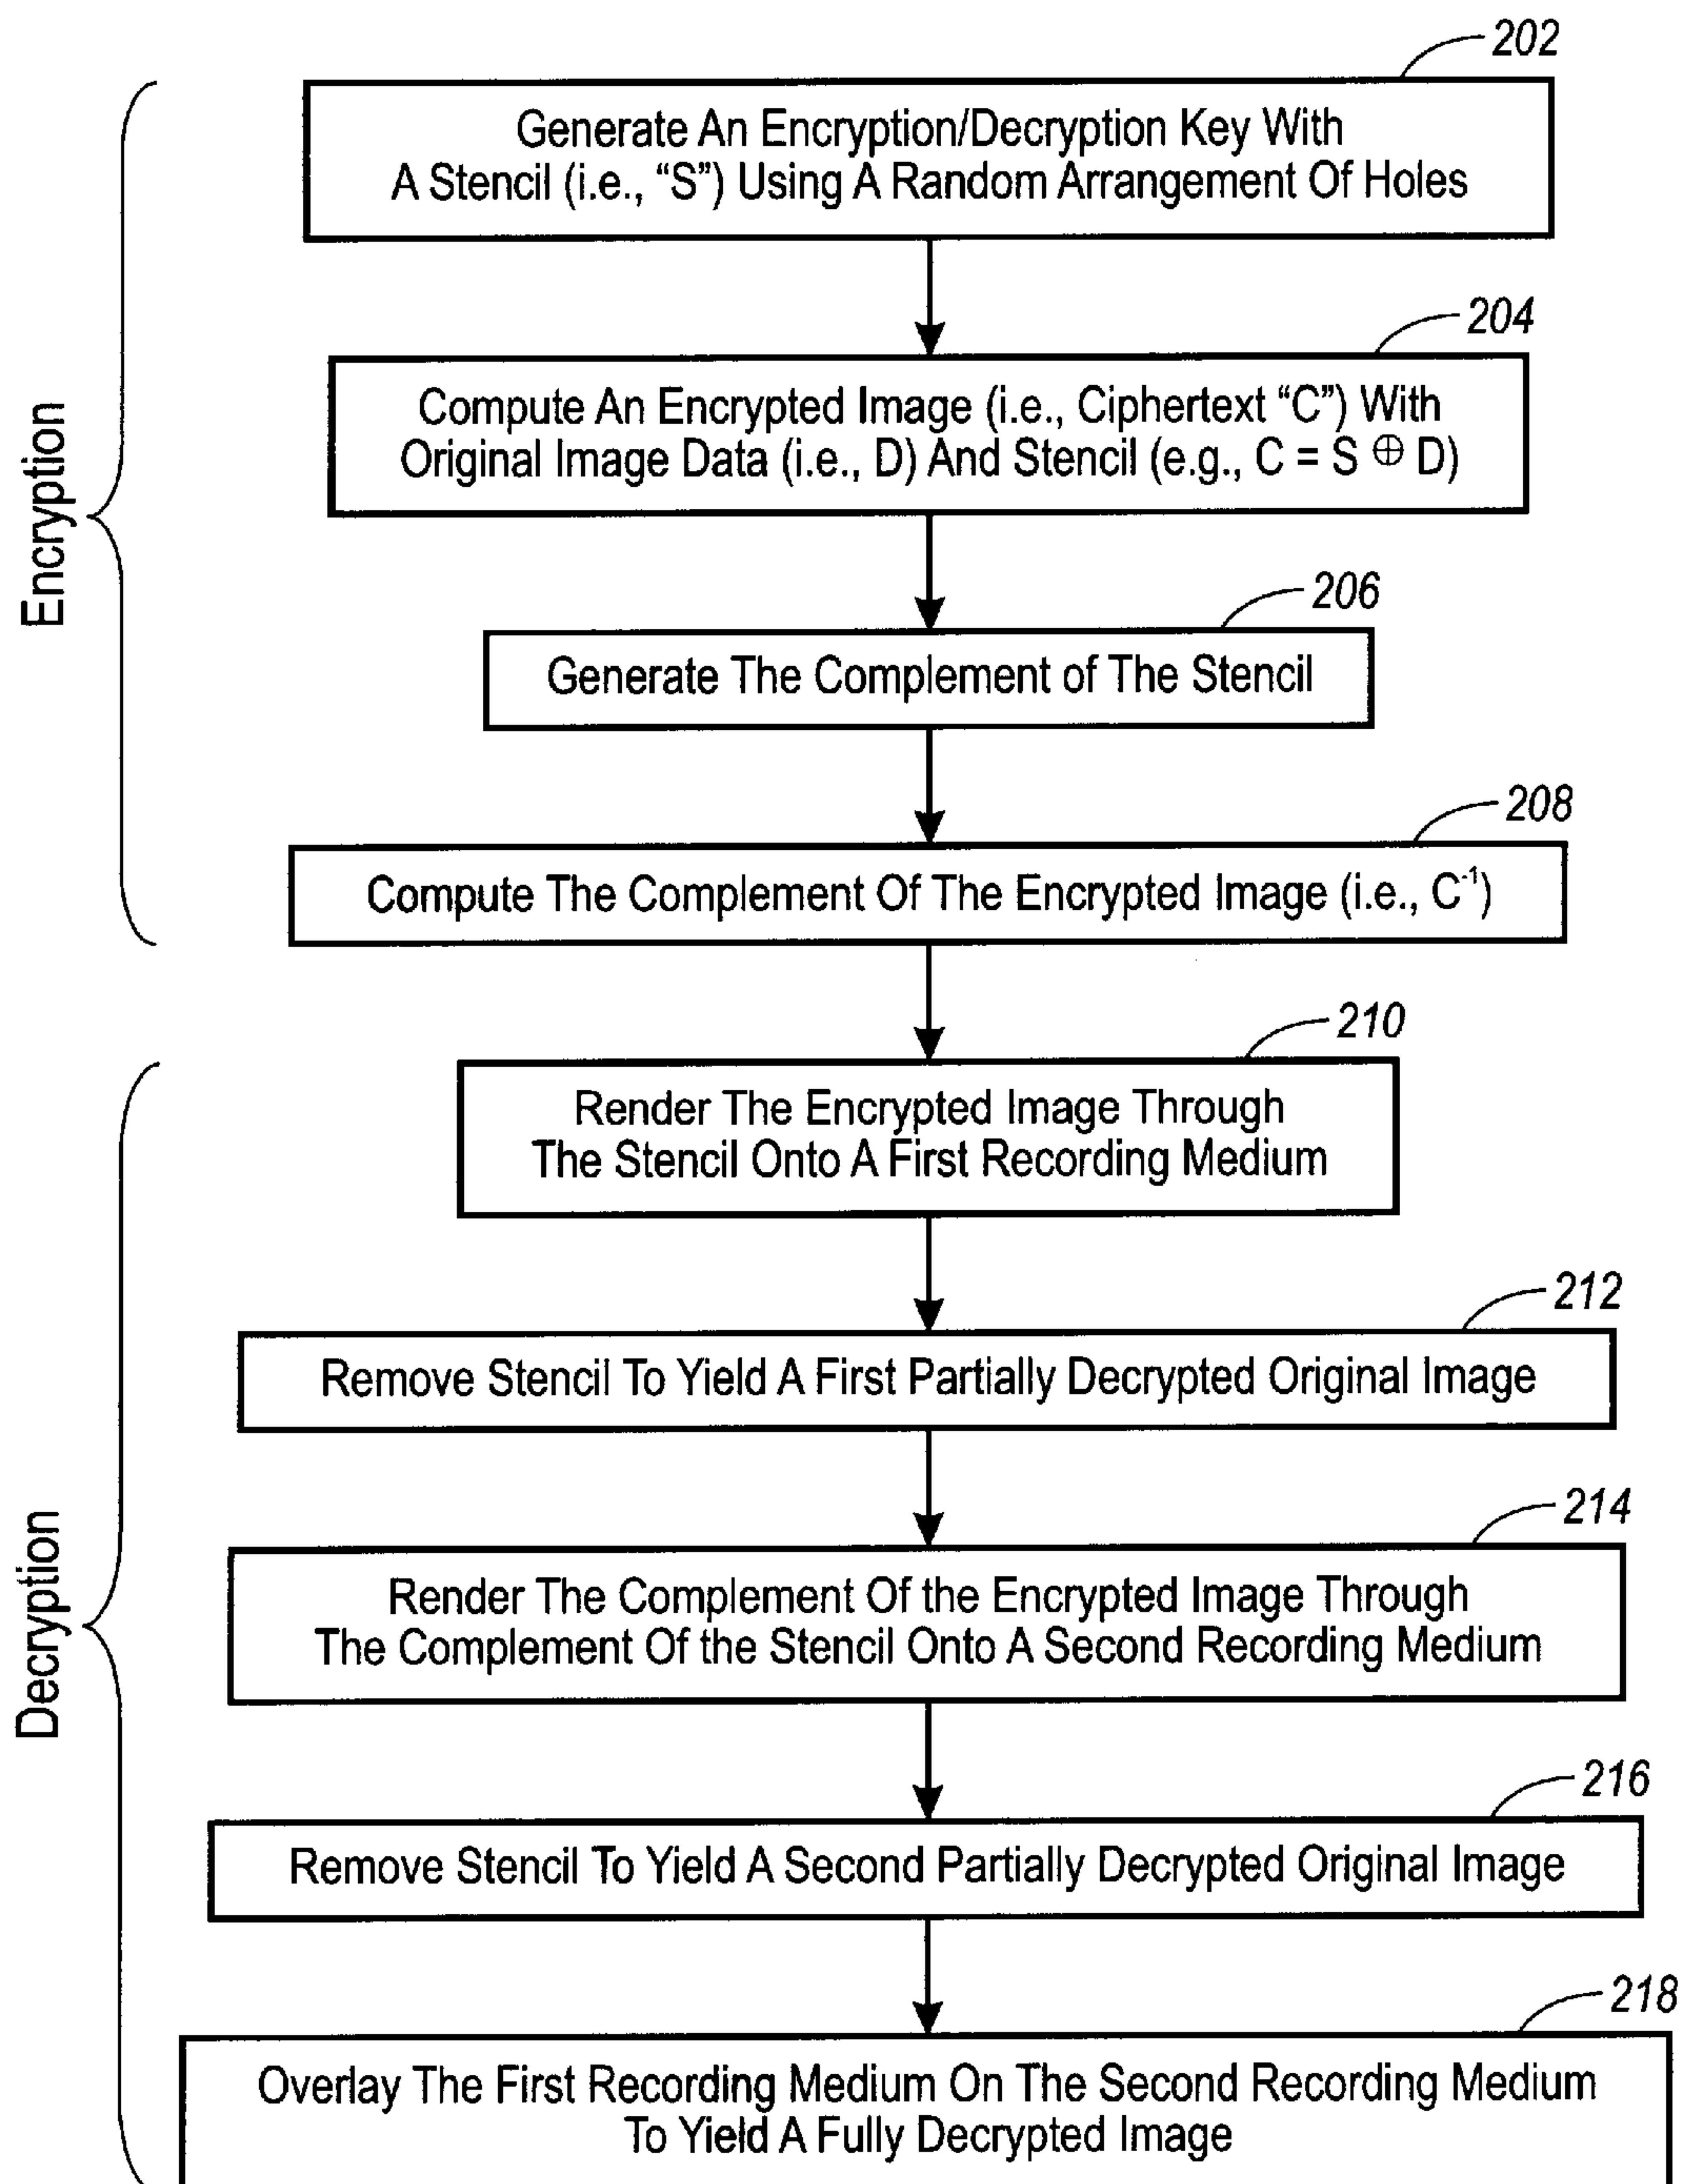 202
Generate An Encryption/Decryption Key With
A Stencil (i.e., “S”) Using A Random Arrangement Of Holes
204
Compute An Encrypted Image (i.e., Ciphertext “C”) With
Original Image Data (i.e., D) And Stencil (e.g., C = S ⊕ D)
Encryption
206
Generate The Complement of The Stencil
208
Compute The Complement Of The Encrypted Image (i.e., C⁻¹)
210
Render The Encrypted Image Through
The Stencil Onto A First Recording Medium
212
Remove Stencil To Yield A First Partially Decrypted Original Image
214
Render The Complement Of the Encrypted Image Through
The Complement Of the Stencil Onto A Second Recording Medium
Decryption
216
Remove Stencil To Yield A Second Partially Decrypted Original Image
218
Overlay The First Recording Medium On The Second Recording Medium
To Yield A Fully Decrypted Image